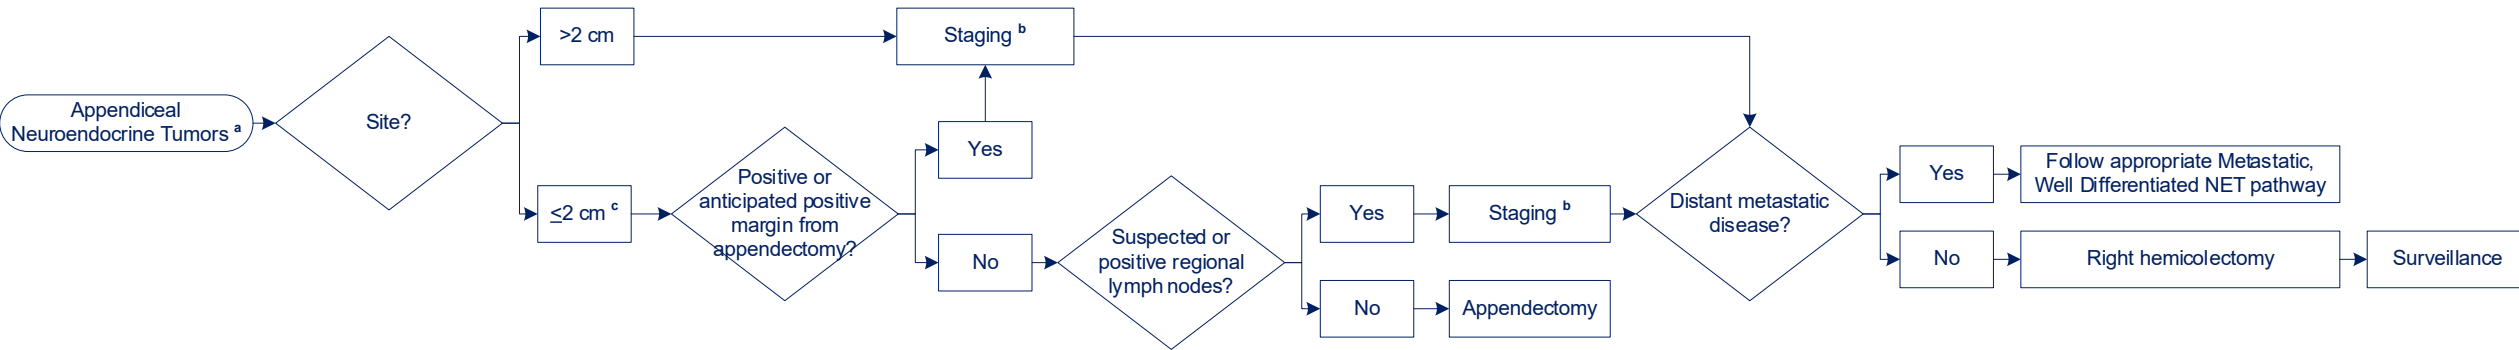 Appendiceal
Neuroendocrine Tumors a
Site?
>2 cm
Staging b
≤2 cm c
Positive or
anticipated positive
margin from
appendectomy?
Yes
No
Suspected or
positive regional
lymph nodes?
Yes
Staging b
No
Appendectomy
Distant metastatic
disease?
Yes
Follow appropriate Metastatic,
Well Differentiated NET pathway
No
Right hemicolectomy
Surveillance